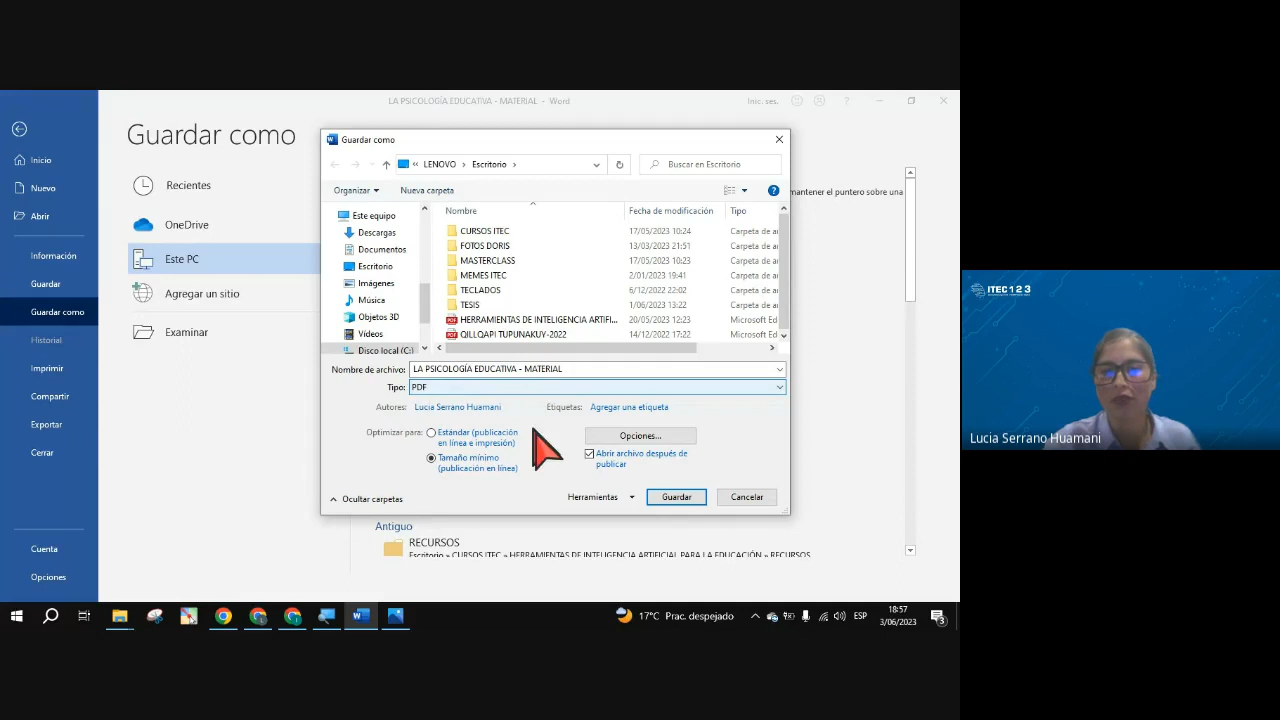 LA PSICOLOGÍA EDUCATIVA - MATERIAL - Word
Inic. ses.
Guardar como
Inicio
Nuevo
Abrir
Información
Guardar
Guardar como
Historial
Imprimir
Compartir
Exportar
Cerrar
Cuenta
Opciones
Recientes
OneDrive
Este PC
Agregar un sitio
Examinar
mantener el puntero sobre una
Guardar como
« LENOVO > Escritorio >
Buscar en Escritorio
Organizar
Nueva carpeta
Este equipo
Descargas
Documentos
Escritorio
Imágenes
Música
Objetos 3D
Vídeos
Disco local (C:)
Nombre Fecha de modificación Tipo
CURSOS ITEC 17/05/2023 10:24 Carpeta de ar
FOTOS DORIS 13/03/2023 21:51 Carpeta de ar
MASTERCLASS 17/05/2023 10:23 Carpeta de ar
MEMES ITEC 2/01/2023 19:41 Carpeta de ar
TECLADOS 6/12/2022 22:02 Carpeta de ar
TESIS 1/06/2023 13:22 Carpeta de ar
HERRAMIENTAS DE INTELIGENCIA ARTIFI... 20/05/2023 12:23 Microsoft Ed
QILLQAPI TUPUNAKUY-2022 14/12/2022 17:22 Microsoft Ed
Nombre de archivo: LA PSICOLOGÍA EDUCATIVA - MATERIAL
Tipo: PDF
Autores: Lucia Serrano Huamani Etiquetas: Agregar una etiqueta
Optimizar para:
Estándar (publicación
en línea e impresión)
Tamaño mínimo
(publicación en línea)
Opciones...
Abrir archivo después de
publicar
Ocultar carpetas
Herramientas
Guardar
Cancelar
Antiguo
RECURSOS
Escritorio » CURSOS ITEC » HERRAMIENTAS DE INTELIGENCIA ARTIFICIAL PARA LA EDUCACIÓN » RECURSOS
17°C Prac. despejado
ESP
18:57
3/06/2023
3
ITEC 1 2 3
Lucia Serrano Huamani